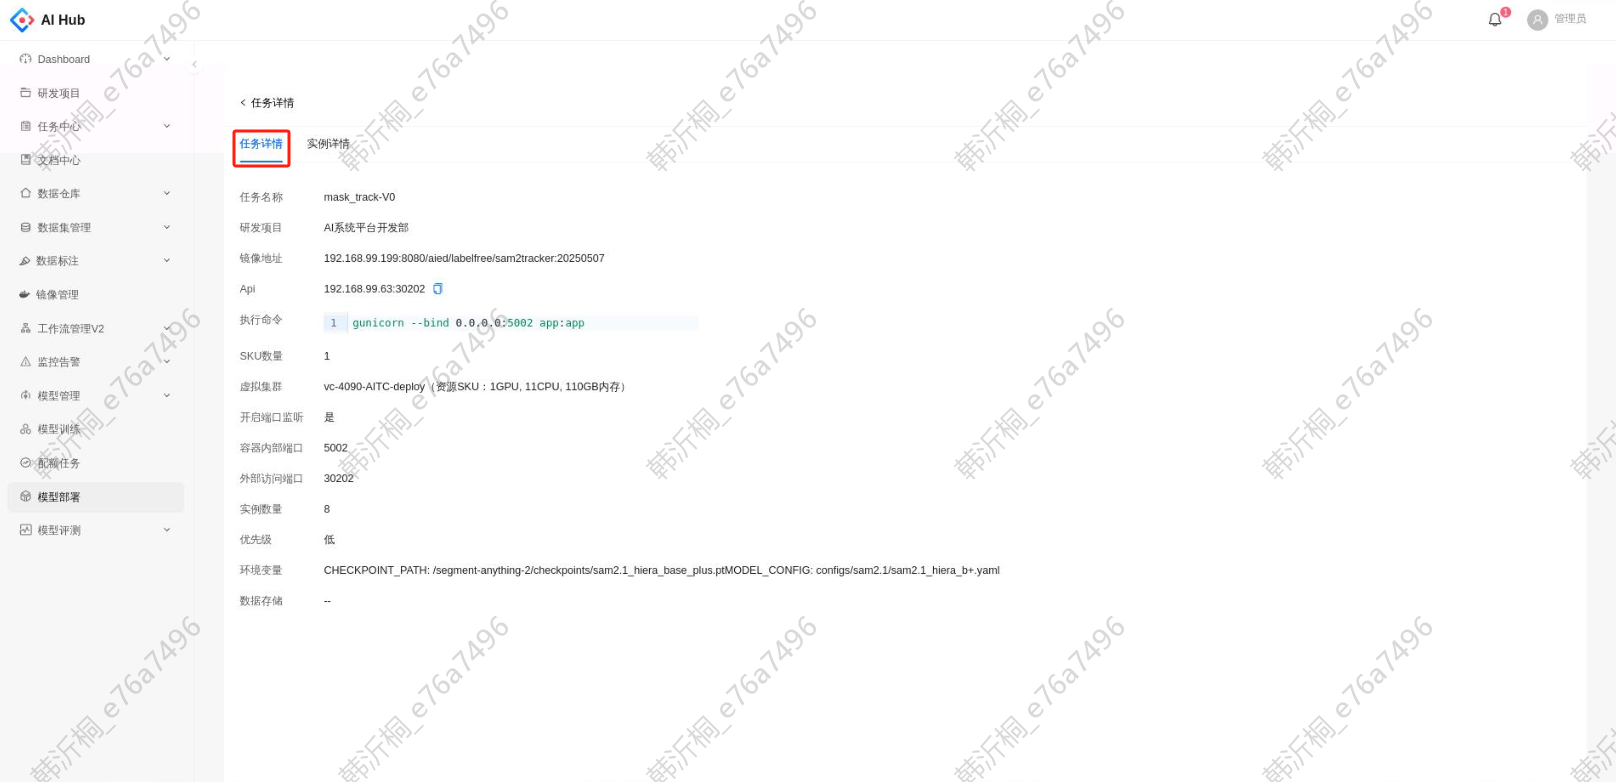 AI Hub
1
管理员
Dashboard
研发项目
任务中心
文档中心
数据仓库
数据集管理
数据标注
镜像管理
工作流管理V2
监控告警
模型管理
模型训练
配额任务
模型部署
模型评测
< 任务详情
任务详情 实例详情
任务名称 mask_track-V0
研发项目 AI系统平台开发部
镜像地址 192.168.99.199:8080/aied/labelfree/sam2tracker:20250507
Api 192.168.99.63:30202
执行命令 1 gunicorn --bind 0.0.0.0:5002 app:app
SKU数量 1
虚拟集群 vc-4090-AITC-deploy（资源SKU：1GPU, 11CPU, 110GB内存）
开启端口监听 是
容器内部端口 5002
外部访问端口 30202
实例数量 8
优先级 低
环境变量 CHECKPOINT_PATH: /segment-anything-2/checkpoints/sam2.1_hiera_base_plus.ptMODEL_CONFIG: configs/sam2.1/sam2.1_hiera_b+.yaml
数据存储 --
韩沂桐_e76a7496